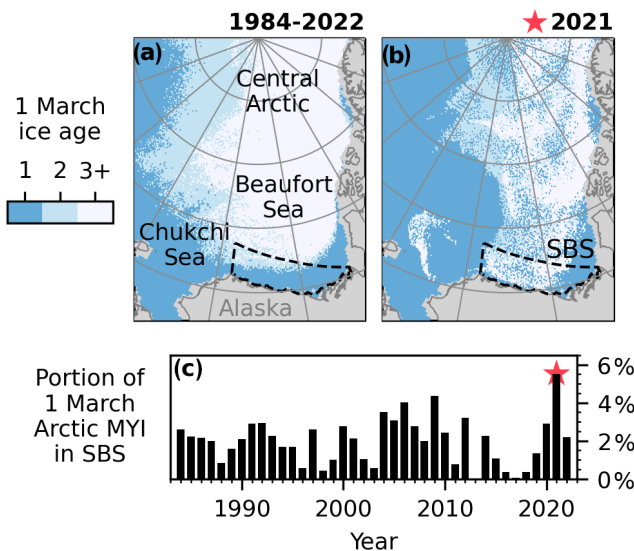 1984-2022
★ 2021
(a)
(b)
Central
Arctic
1 March
ice age
1 2 3+
Beaufort
Sea
Chukchi
Sea
SBS
Alaska
(c)
Portion of
1 March
Arctic MYI
in SBS
6%
4%
2%
0%
1990 2000 2010 2020
Year